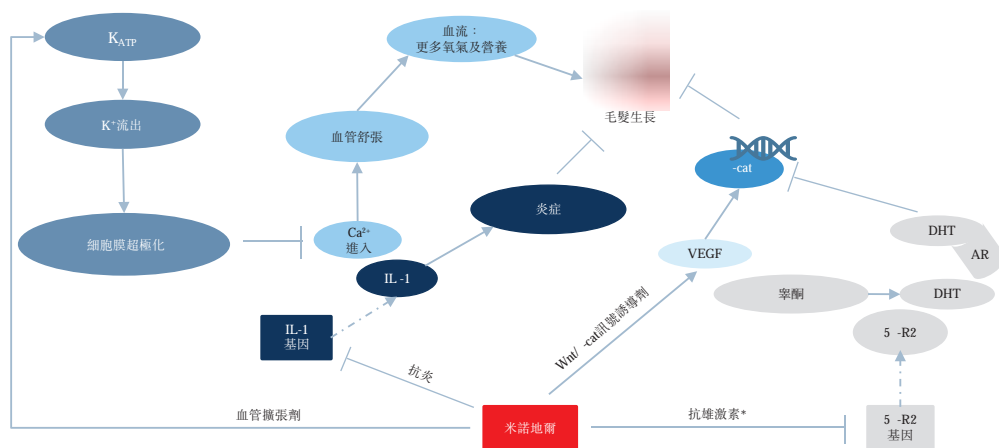 K_ATP
血流：
更多氧氣及營養
K⁺流出
毛髮生長
血管舒張
-cat
炎症
Ca²⁺
進入
細胞膜超極化
DHT
AR
VEGF
IL -1
睾酮
DHT
IL-1
基因
5 -R2
Wnt/ -cat訊號誘導劑
抗炎
血管擴張劑
米諾地爾
抗雄激素*
5 -R2
基因